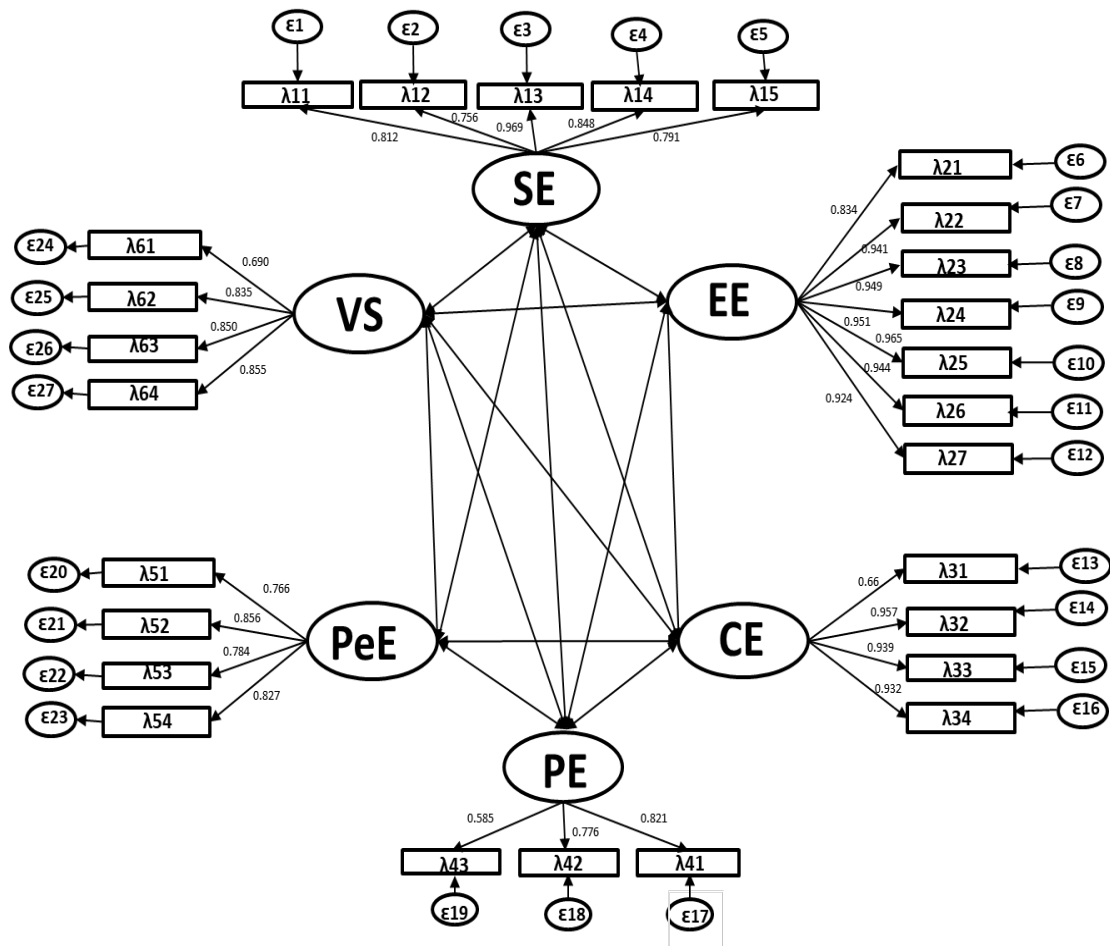 ε1 ε2 ε3 ε4 ε5
λ11 λ12 λ13 λ14 λ15
0.812 0.756 0.969 0.848 0.791
SE
ε24 λ61 0.690
ε25 λ62 0.835
ε26 λ63 0.850
ε27 λ64 0.855
VS
EE
0.834 λ21 ε6
0.941 λ22 ε7
0.949 λ23 ε8
0.951 λ24 ε9
0.965 λ25 ε10
0.944 λ26 ε11
0.924 λ27 ε12
ε20 λ51 0.766
ε21 λ52 0.856
ε22 λ53 0.784
ε23 λ54 0.827
PeE
CE
0.66 λ31 ε13
0.957 λ32 ε14
0.939 λ33 ε15
0.932 λ34 ε16
PE
0.585 0.776 0.821
λ43 λ42 λ41
ε19 ε18 ε17